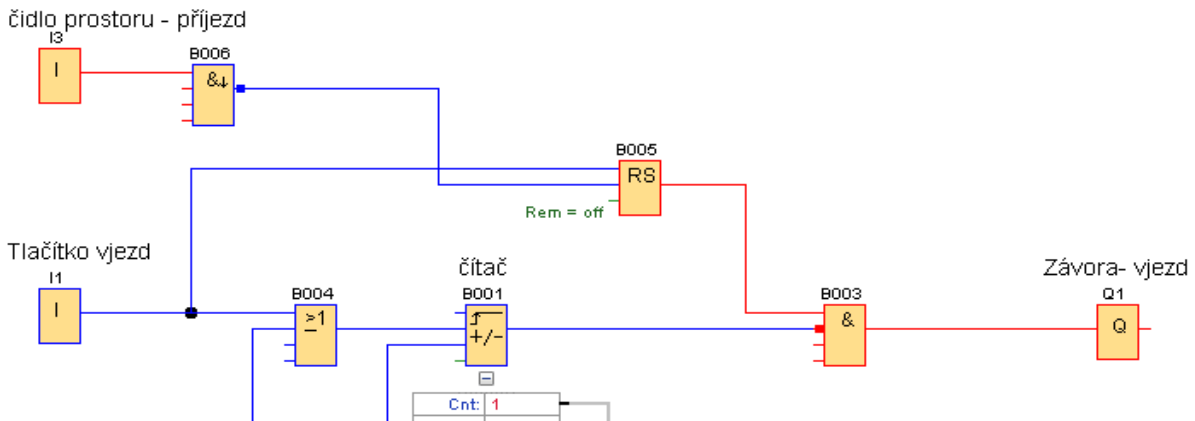 čidlo prostoru - příjezd
I3
I
B006
&↓
B005
RS
Rem = off
Tlačítko vjezd
I1
I
B004
≥1
čítač
B001
+/-
Cnt: 1
B003
&
Závora- vjezd
Q1
Q